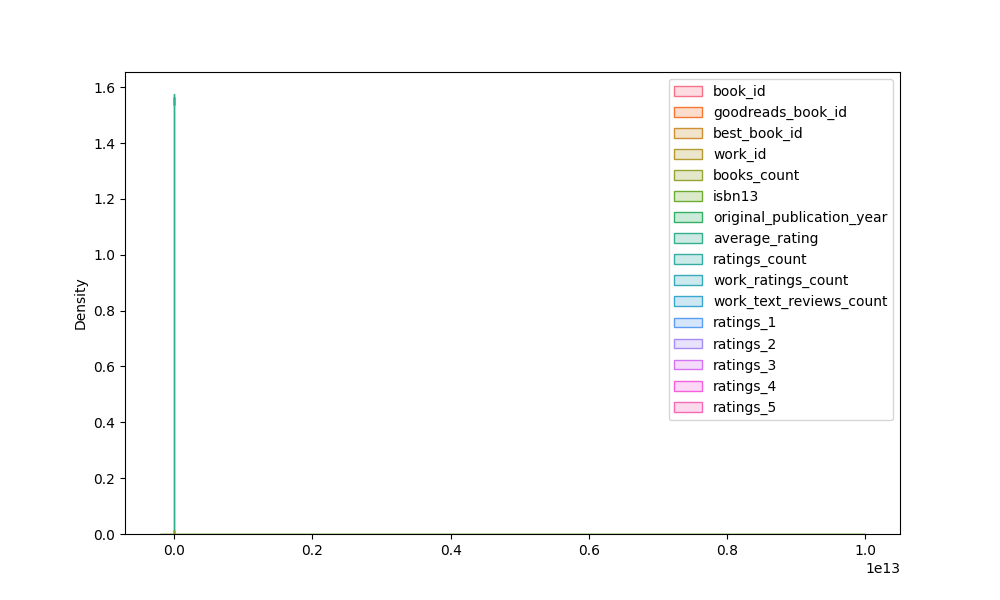 1.6
1.4
1.2
1.0
0.8
0.6
0.4
0.2
0.0
Density
0.0 0.2 0.4 0.6 0.8 1.0
1e13
book_id
goodreads_book_id
best_book_id
work_id
books_count
isbn13
original_publication_year
average_rating
ratings_count
work_ratings_count
work_text_reviews_count
ratings_1
ratings_2
ratings_3
ratings_4
ratings_5